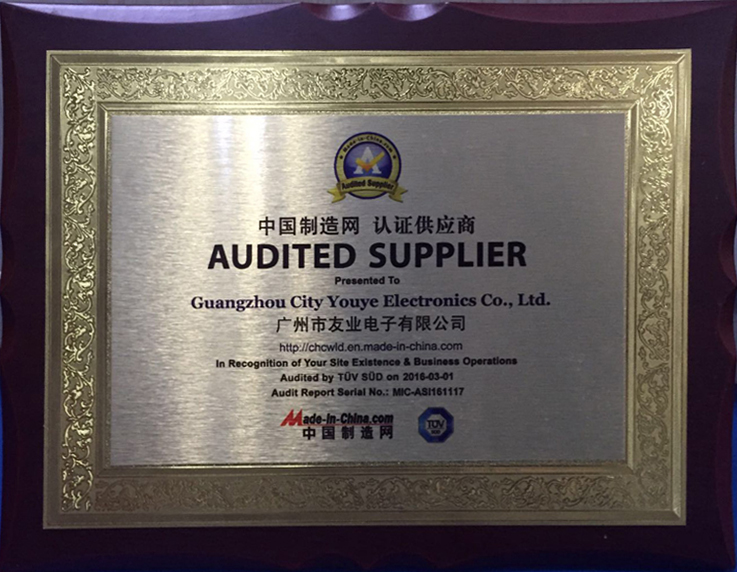 Made-in-China.com
Audited Supplier
中国制造网 认证供应商
AUDITED SUPPLIER
Presented To
Guangzhou City Youye Electronics Co., Ltd.
广州市友业电子有限公司
http://chcwld.en.made-in-china.com
In Recognition of Your Site Existence & Business Operations
Audited by TÜV SÜD on 2016-03-01
Audit Report Serial No.: MIC-ASI161117
Made-in-China.com
中国制造网
TÜV
SÜD